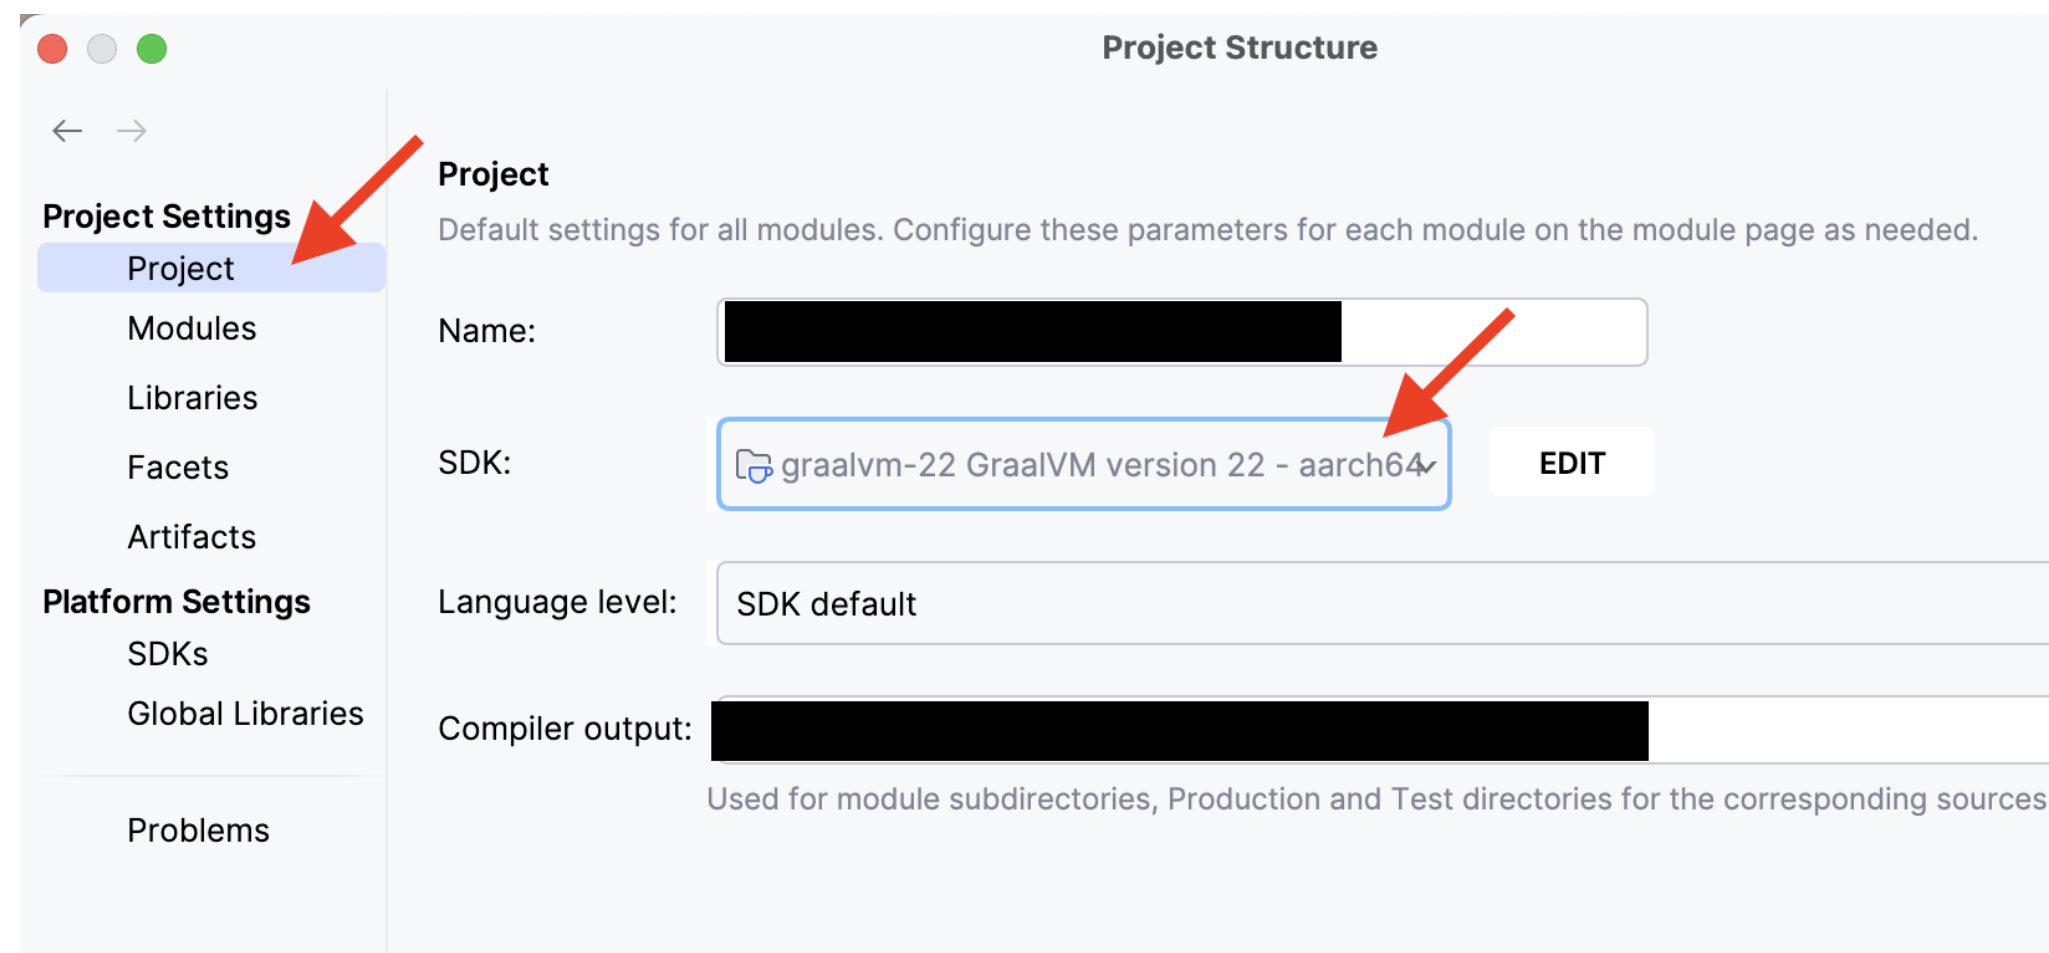 Project Structure
Project Settings
Project
Modules
Libraries
Facets
Artifacts
Platform Settings
SDKs
Global Libraries
Problems
Project
Default settings for all modules. Configure these parameters for each module on the module page as needed.
Name:
SDK: graalvm-22 GraalVM version 22 - aarch64 EDIT
Language level: SDK default
Compiler output:
Used for module subdirectories, Production and Test directories for the corresponding sources